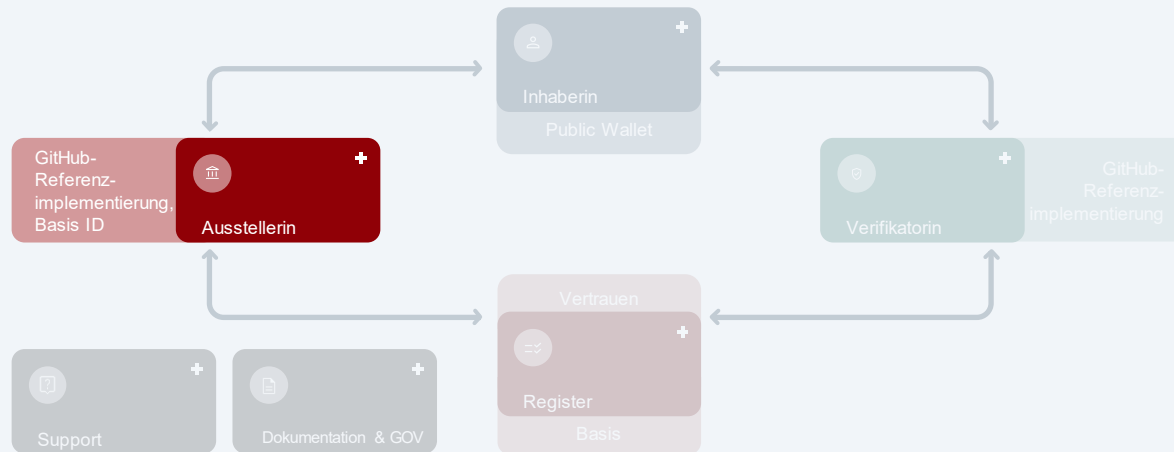 Inhaberin
Public Wallet
GitHub-
Referenz-
implementierung,
Basis ID
Ausstellerin
Verifikatorin
GitHub-
Referenz-
implementierung
Vertrauen
Register
Basis
Support
Dokumentation & GOV